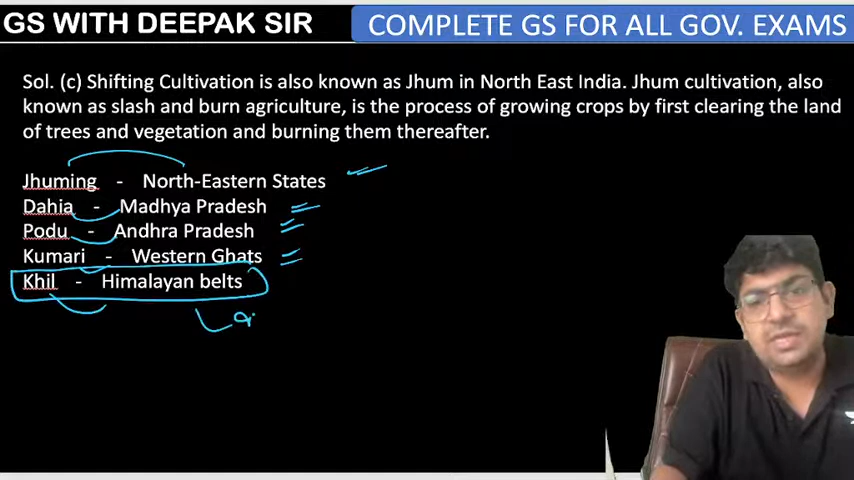 GS WITH DEEPAK SIR
COMPLETE GS FOR ALL GOV. EXAMS
Sol. (c) Shifting Cultivation is also known as Jhum in North East India. Jhum cultivation, also
known as slash and burn agriculture, is the process of growing crops by first clearing the land
of trees and vegetation and burning them thereafter.
Jhuming - North-Eastern States
Dahia - Madhya Pradesh
Podu - Andhra Pradesh
Kumari - Western Ghats
Khil - Himalayan belts